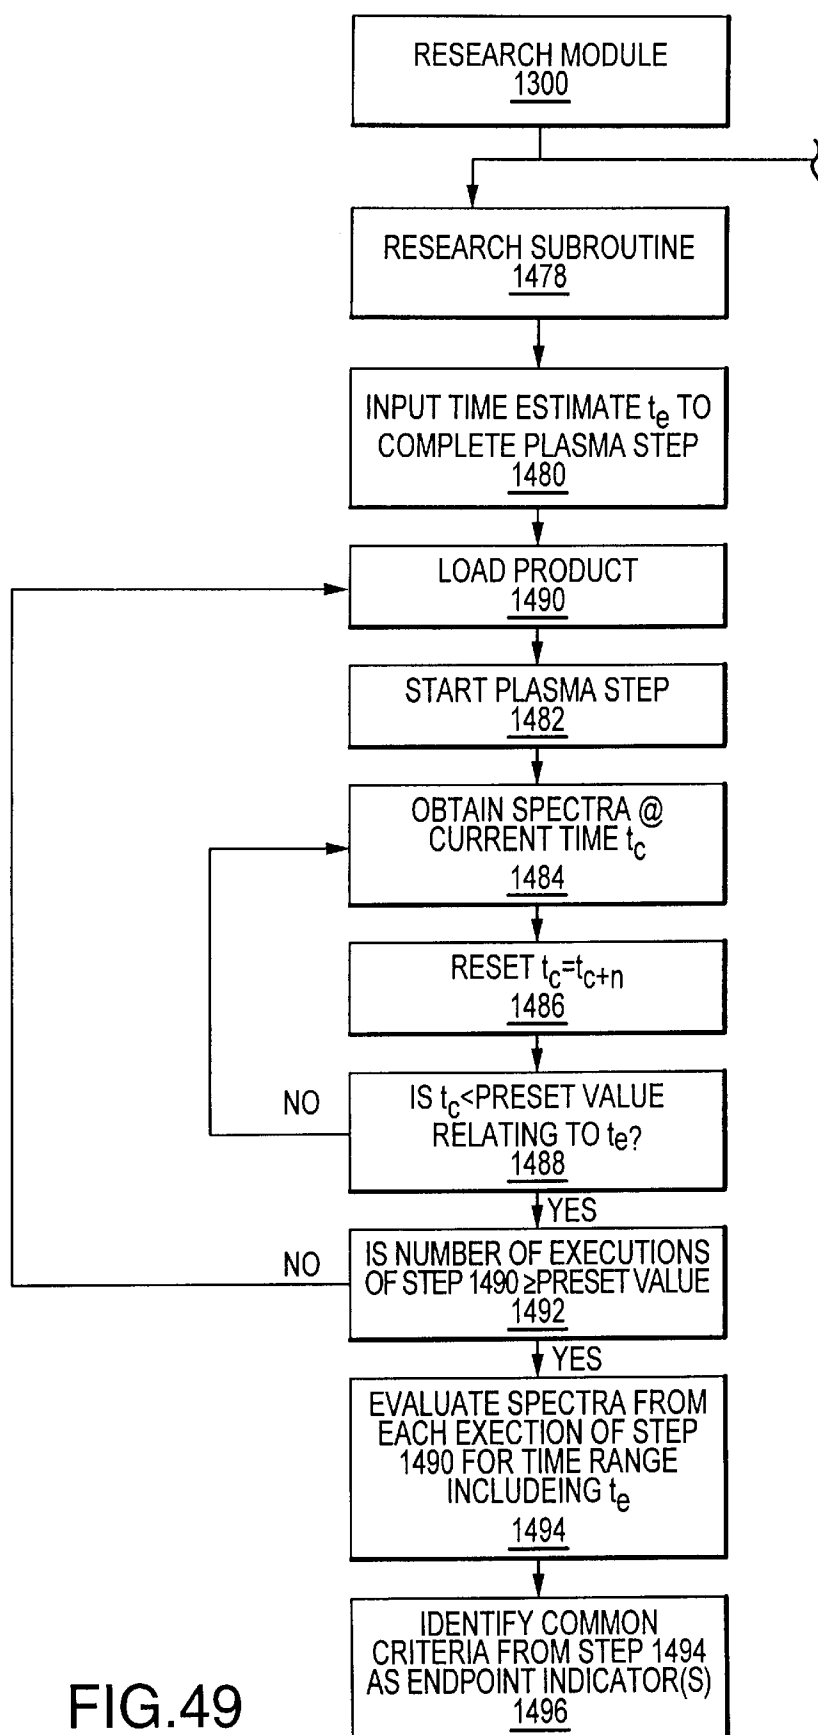 RESEARCH MODULE
1300
RESEARCH SUBROUTINE
1478
INPUT TIME ESTIMATE te TO
COMPLETE PLASMA STEP
1480
LOAD PRODUCT
1490
START PLASMA STEP
1482
OBTAIN SPECTRA @
CURRENT TIME tc
1484
RESET tc=tc+n
1486
NO
IS tc<PRESET VALUE
RELATING TO te?
1488
YES
NO
IS NUMBER OF EXECUTIONS
OF STEP 1490 ≥PRESET VALUE
1492
YES
EVALUATE SPECTRA FROM
EACH EXECTION OF STEP
1490 FOR TIME RANGE
INCLUDEING te
1494
IDENTIFY COMMON
CRITERIA FROM STEP 1494
AS ENDPOINT INDICATOR(S)
1496
FIG.49